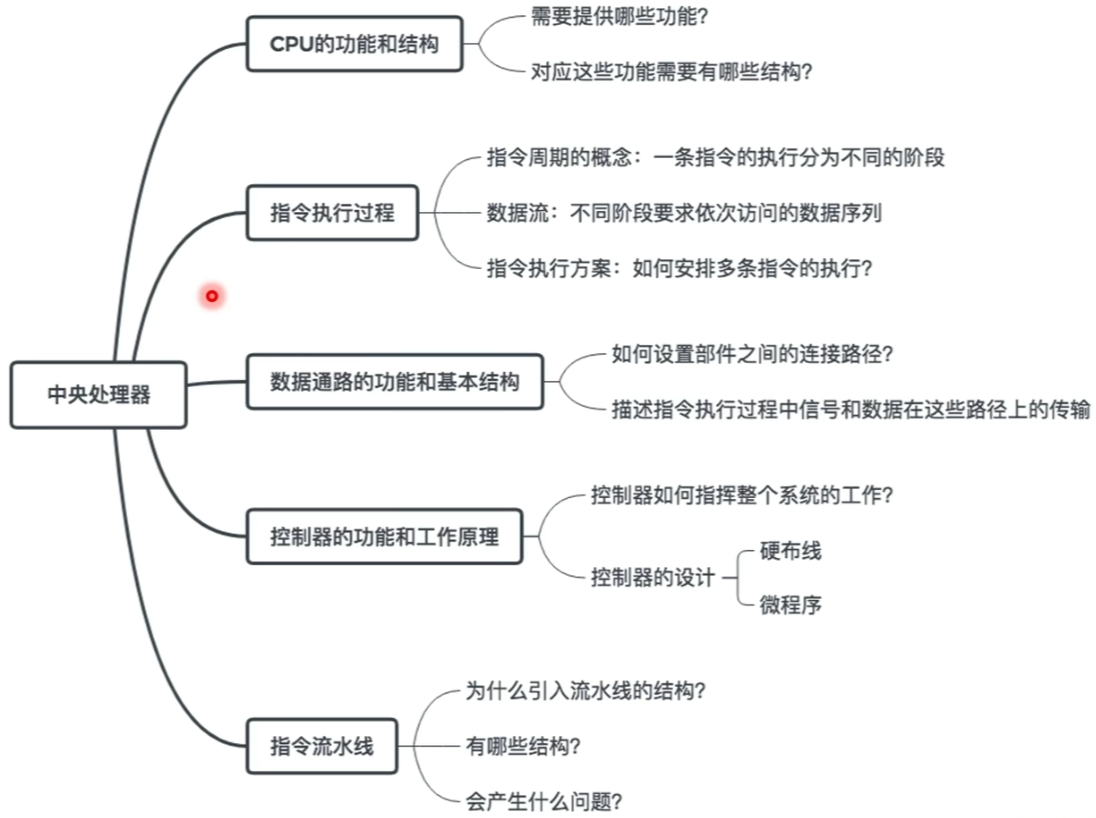 CPU的功能和结构
需要提供哪些功能?
对应这些功能需要有哪些结构?
指令执行过程
指令周期的概念：一条指令的执行分为不同的阶段
数据流：不同阶段要求依次访问的数据序列
指令执行方案：如何安排多条指令的执行?
中央处理器
数据通路的功能和基本结构
如何设置部件之间的连接路径?
描述指令执行过程中信号和数据在这些路径上的传输
控制器的功能和工作原理
控制器如何指挥整个系统的工作?
控制器的设计
硬布线
微程序
指令流水线
为什么引入流水线的结构?
有哪些结构?
会产生什么问题?